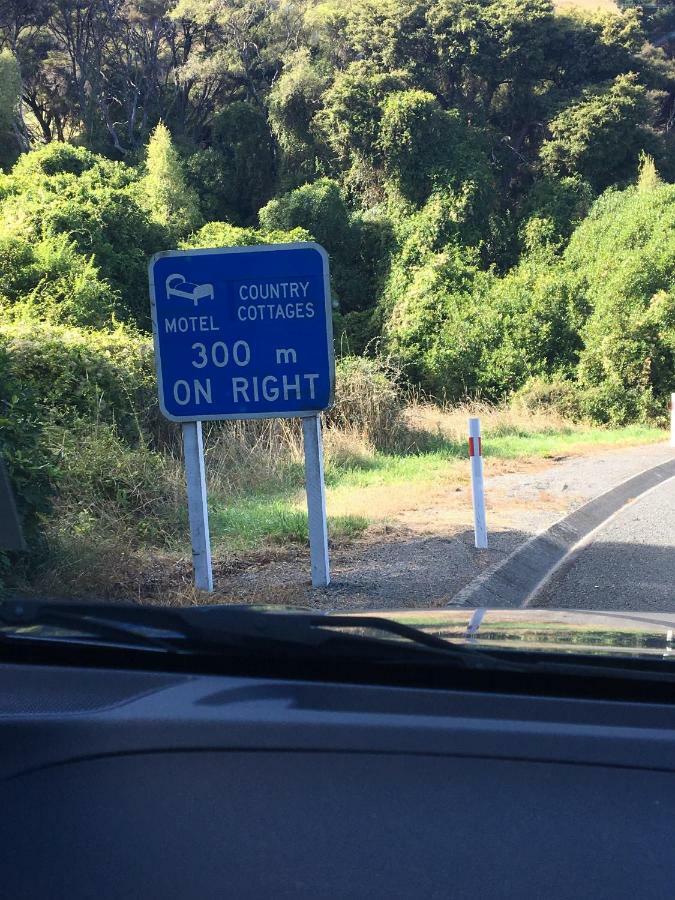 MOTEL
COUNTRY
COTTAGES
300 m
ON RIGHT